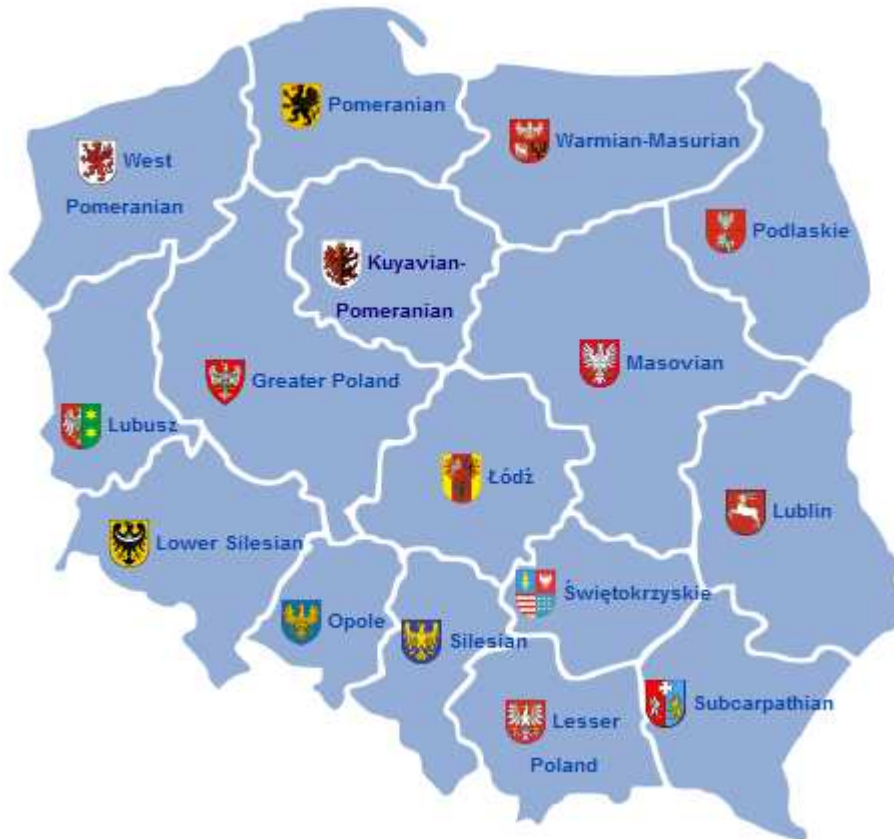 Pomeranian
West
Pomeranian
Warmian-Masurian
Podlaskie
Kuyavian-
Pomeranian
Masovian
Greater Poland
Lubusz
Łódź
Lublin
Lower Silesian
Świętokrzyskie
Opole
Silesian
Subcarpathian
Lesser
Poland